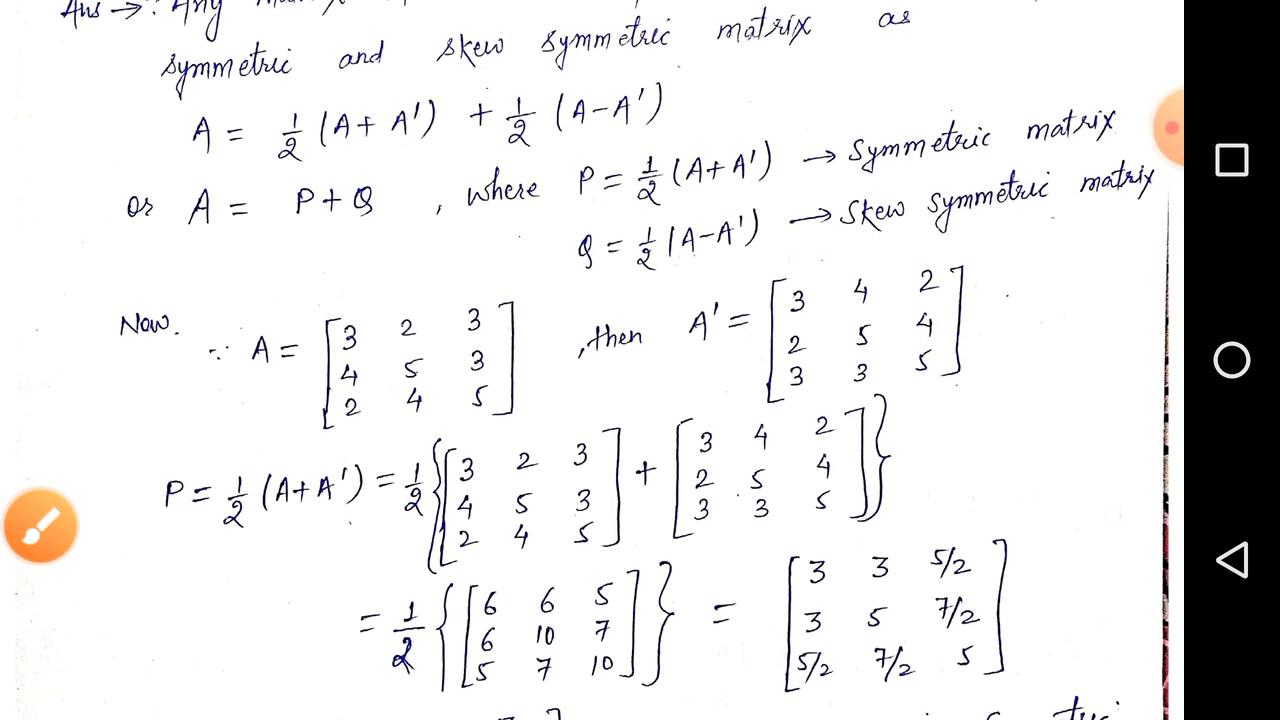 Ans → : Any
symmetric and skew symmetric matrix as
A = 1/2 (A + A') + 1/2 (A - A')
or A = P + Q , where P = 1/2 (A + A') → Symmetric matrix
Q = 1/2 (A - A') → Skew symmetric matrix
Now. ∵ A = [3 2 3 , then A' = [3 4 2
4 5 3 2 5 4
2 4 5] 3 3 5]
P = 1/2 (A + A') = 1/2 {[3 2 3 + [3 4 2
4 5 3 2 5 4
2 4 5] 3 3 5]}
= 1/2 {[6 6 5 = [3 3 5/2
6 10 7 3 5 7/2
5 7 10]} 5/2 7/2 5]